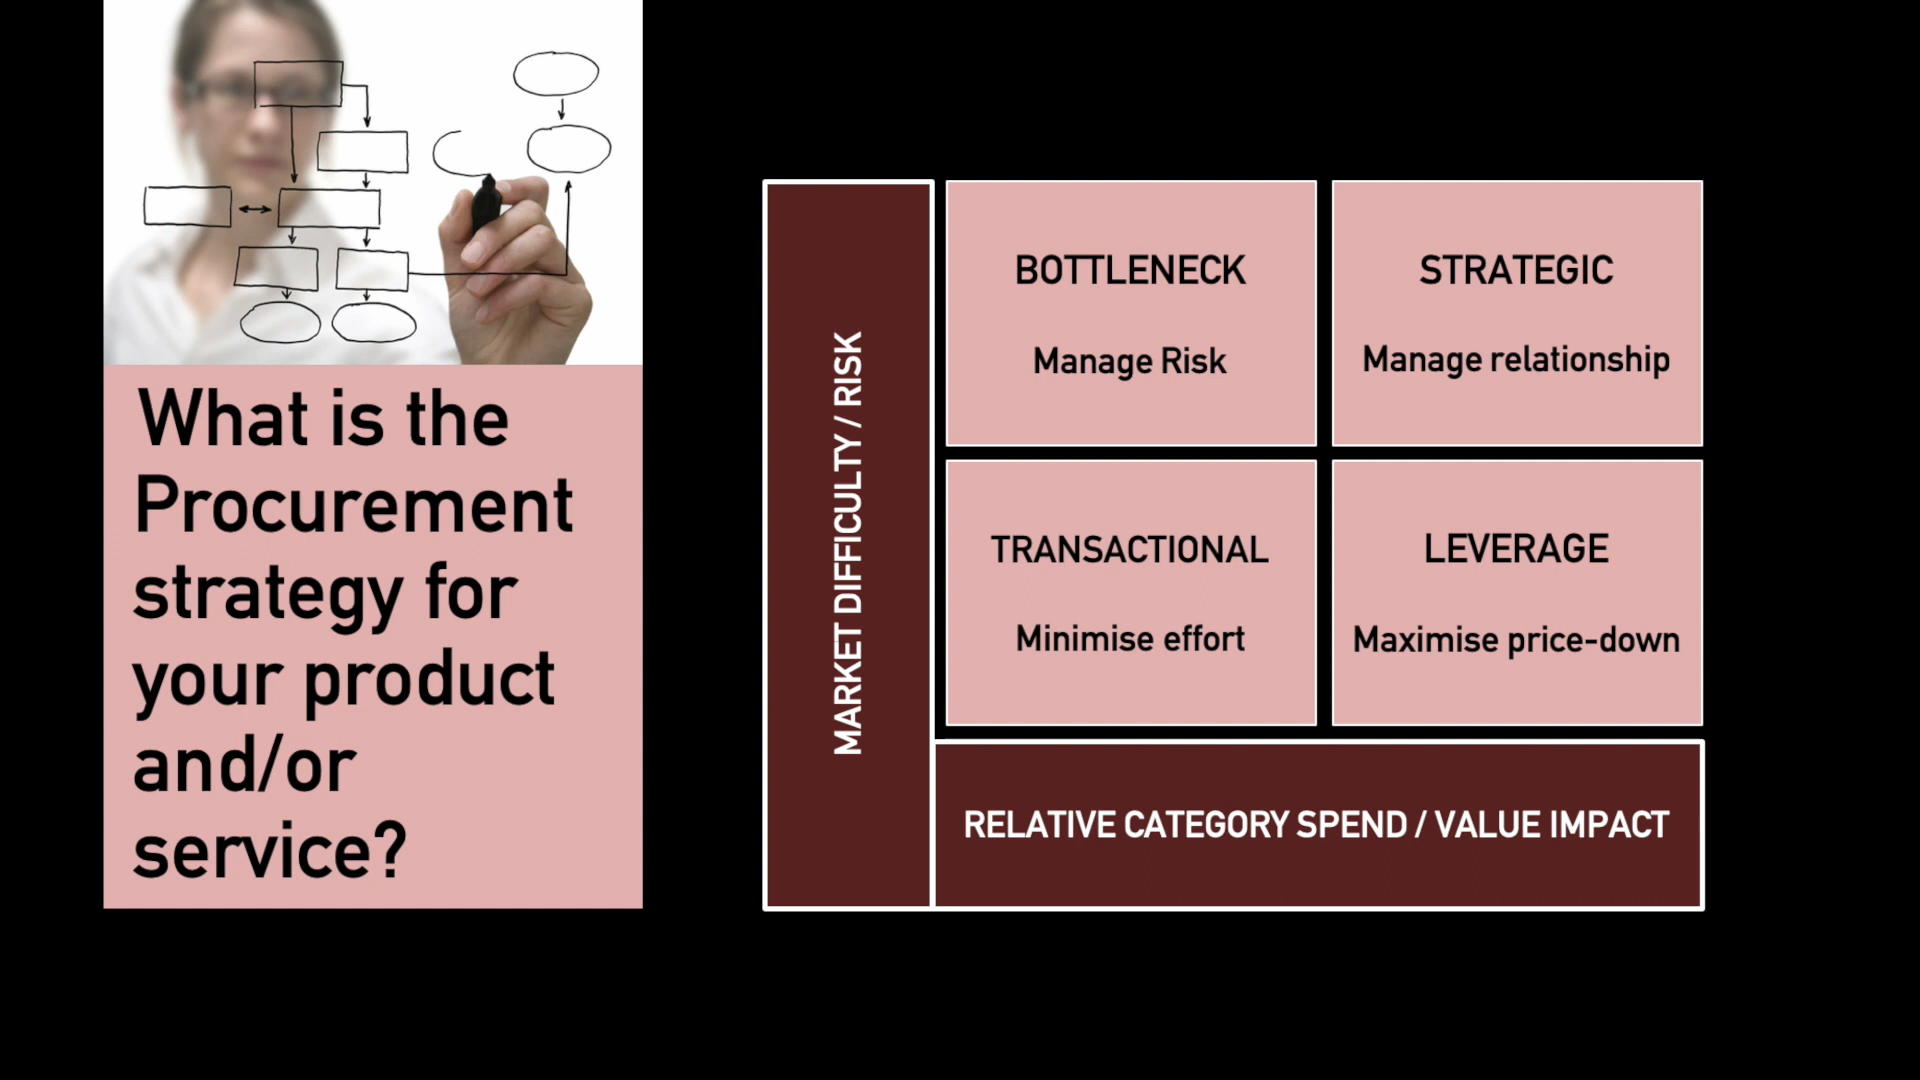 What is the
Procurement
strategy for
your product
and/or
service?
MARKET DIFFICULTY / RISK
BOTTLENECK
Manage Risk
STRATEGIC
Manage relationship
TRANSACTIONAL
Minimise effort
LEVERAGE
Maximise price-down
RELATIVE CATEGORY SPEND / VALUE IMPACT